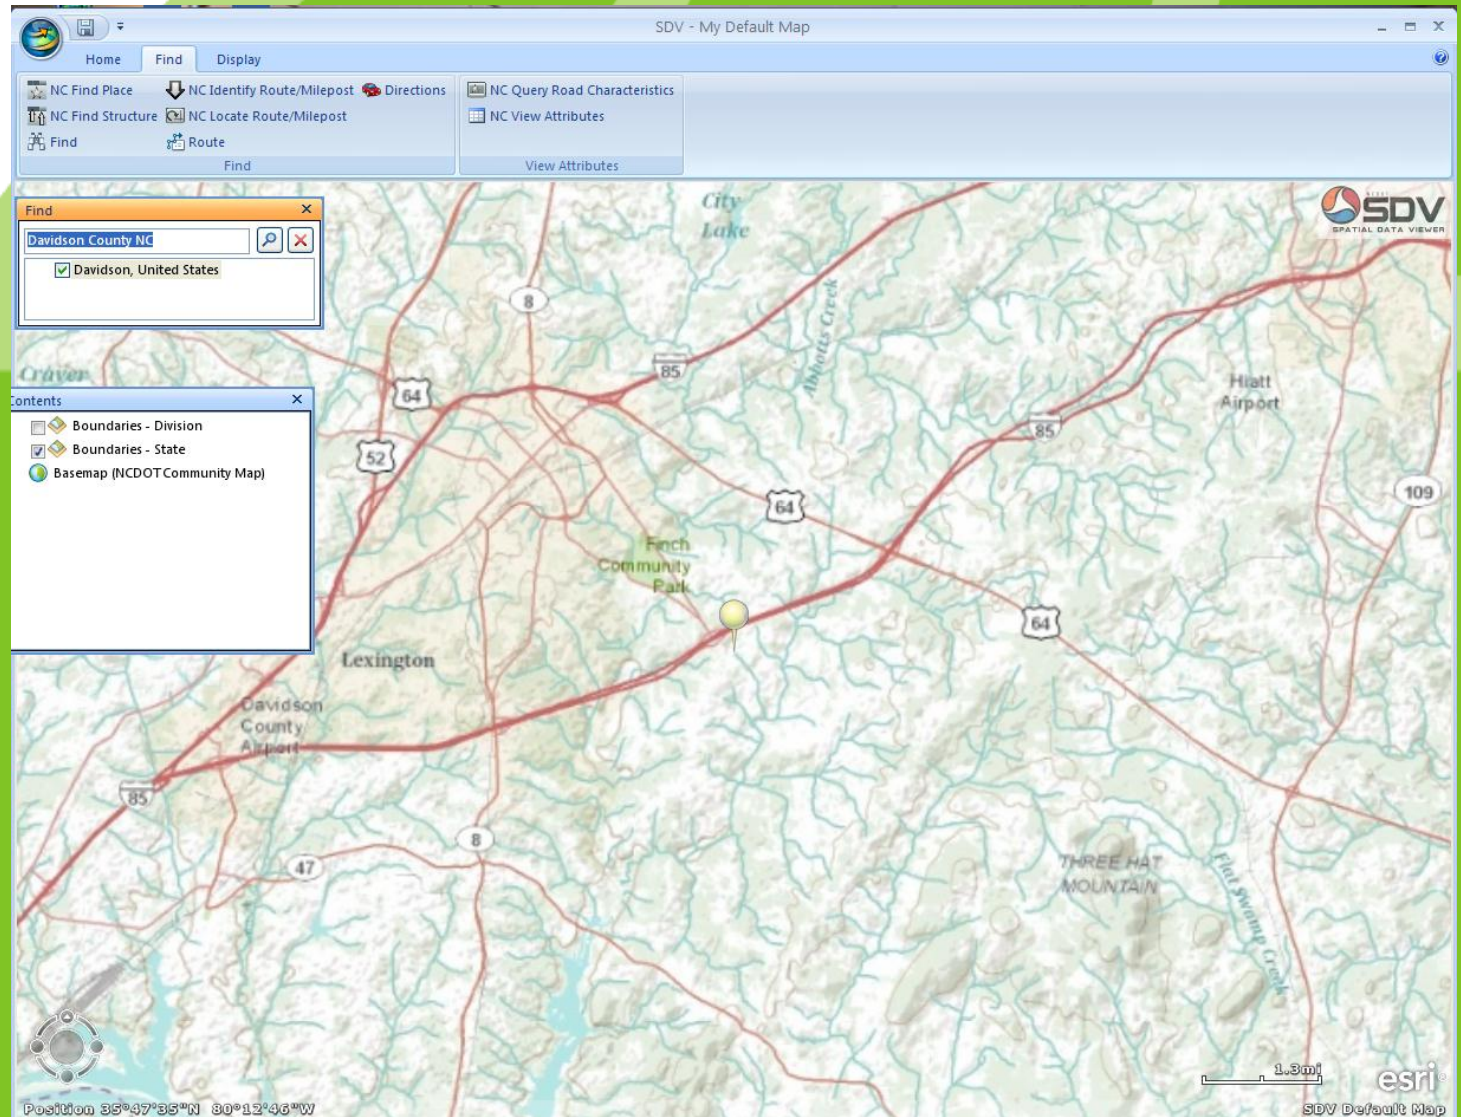 SDV - My Default Map
Home Find Display
NC Find Place NC Identify Route/Milepost Directions NC Query Road Characteristics
NC Find Structure NC Locate Route/Milepost NC View Attributes
Find Route
Find View Attributes
Find
Davidson County NC
Davidson, United States
SDV
SPATIAL DATA VIEWER
City
Lake
8
Abbotts Creek
85
Craver
64
Hiatt
Airport
Contents
Boundaries - Division
Boundaries - State
Basemap (NCDOT Community Map)
85
52
109
64
Finch
Community
Park
64
Lexington
Davidson
County
Airport
85
8
47
THREE HAT
MOUNTAIN
Flat Swamp Creek
1.3mi
esri
Position 35°47'35"N 80°12'46"W
SDV Default Map